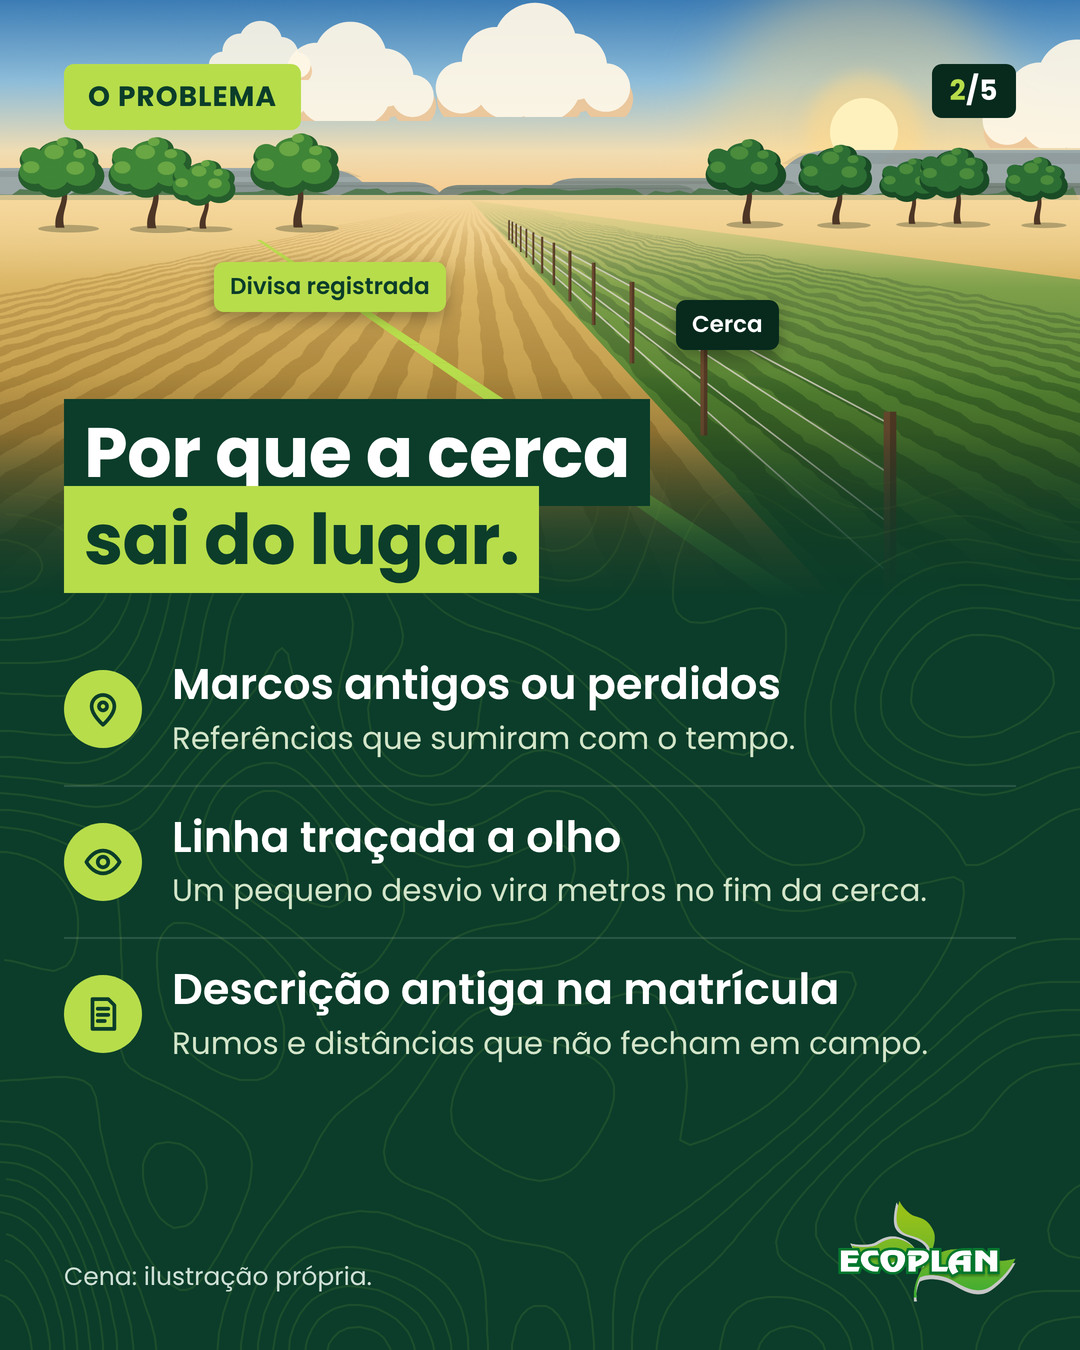 O PROBLEMA
2/5
Divisa registrada
Cerca
Por que a cerca
sai do lugar.
Marcos antigos ou perdidos
Referências que sumiram com o tempo.
Linha traçada a olho
Um pequeno desvio vira metros no fim da cerca.
Descrição antiga na matrícula
Rumos e distâncias que não fecham em campo.
Cena: ilustração própria.
ECOPLAN